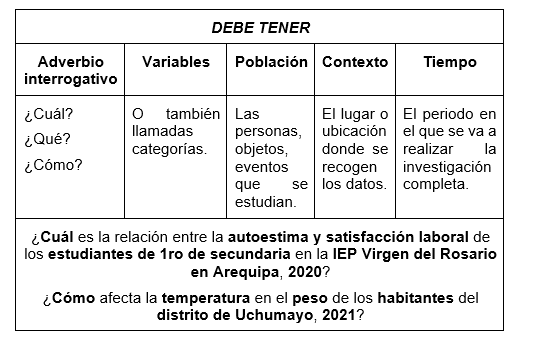 DEBE TENER
Adverbio
interrogativo
Variables
Población
Contexto
Tiempo
¿Cuál?
¿Qué?
¿Cómo?
O también
llamadas
categorías.
Las
personas,
objetos,
eventos
que se
estudian.
El lugar o
ubicación
donde se
recogen
los datos.
El periodo en
el que se va a
realizar la
investigación
completa.
¿Cuál es la relación entre la autoestima y satisfacción laboral de
los estudiantes de 1ro de secundaria en la IEP Virgen del Rosario
en Arequipa, 2020?
¿Cómo afecta la temperatura en el peso de los habitantes del
distrito de Uchumayo, 2021?